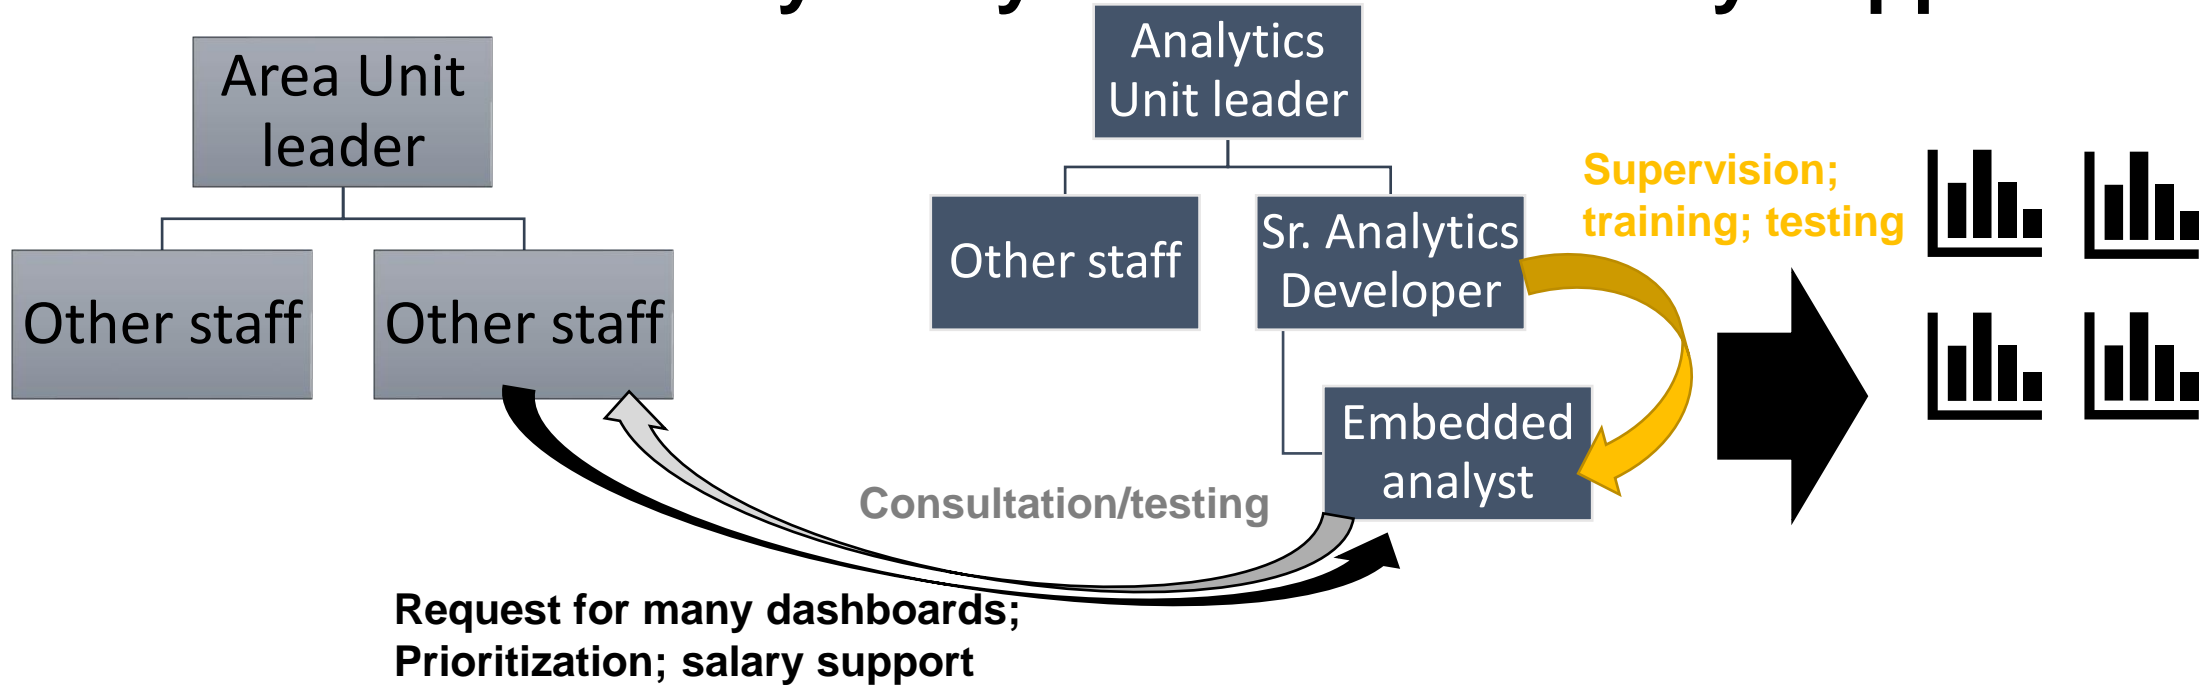 Area Unit
leader
Other staff
Other staff
Analytics
Unit leader
Other staff
Sr. Analytics
Developer
Embedded
analyst
Supervision;
training; testing
Consultation/testing
Request for many dashboards;
Prioritization; salary support